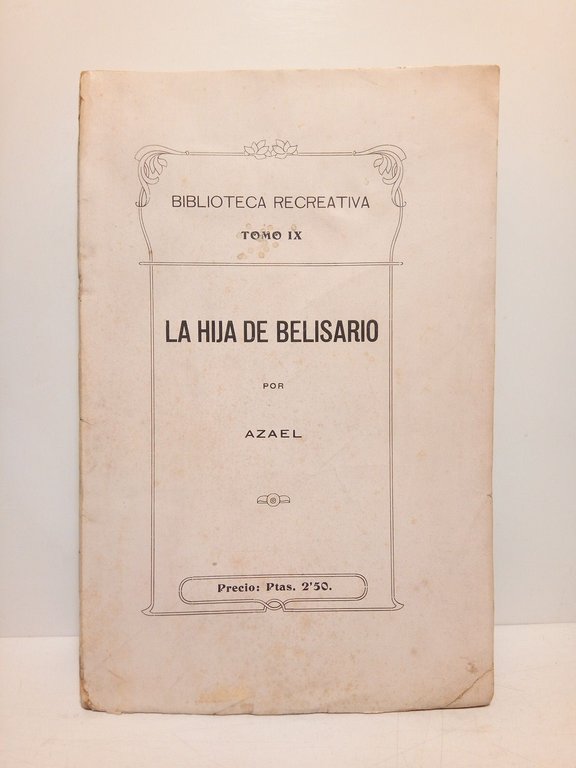 BIBLIOTECA RECREATIVA
TOMO IX
LA HIJA DE BELISARIO
POR
AZAEL
Precio: Ptas. 2'50.